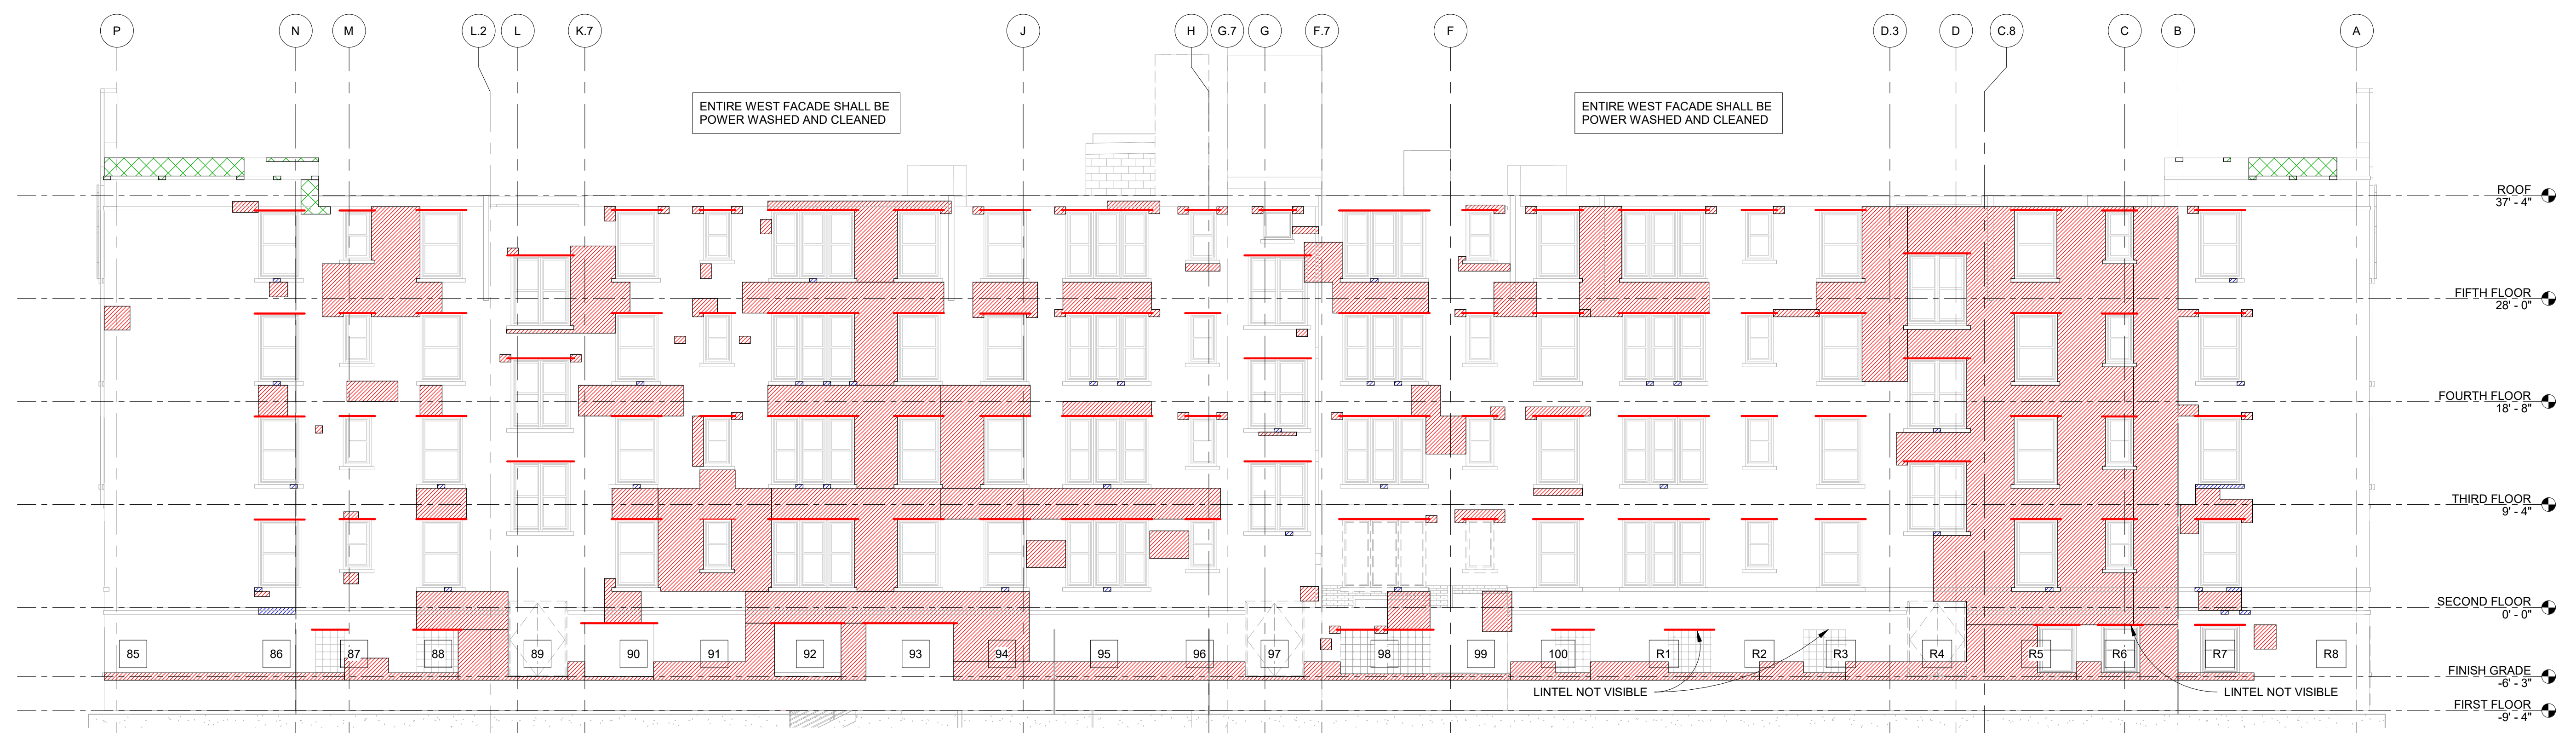 P
N
M
L.2
L
K.7
J
H
G.7
G
F.7
F
D.3
D
C.8
C
B
A
ENTIRE WEST FACADE SHALL BE
POWER WASHED AND CLEANED
ENTIRE WEST FACADE SHALL BE
POWER WASHED AND CLEANED
ROOF
37' - 4"
FIFTH FLOOR
28' - 0"
FOURTH FLOOR
18' - 8"
THIRD FLOOR
9' - 4"
SECOND FLOOR
0' - 0"
85
86
87
88
89
90
91
92
93
94
95
96
97
98
99
100
R1
R2
R3
R4
R5
R6
R7
R8
FINISH GRADE
-6' - 3"
LINTEL NOT VISIBLE
LINTEL NOT VISIBLE
FIRST FLOOR
-9' - 4"